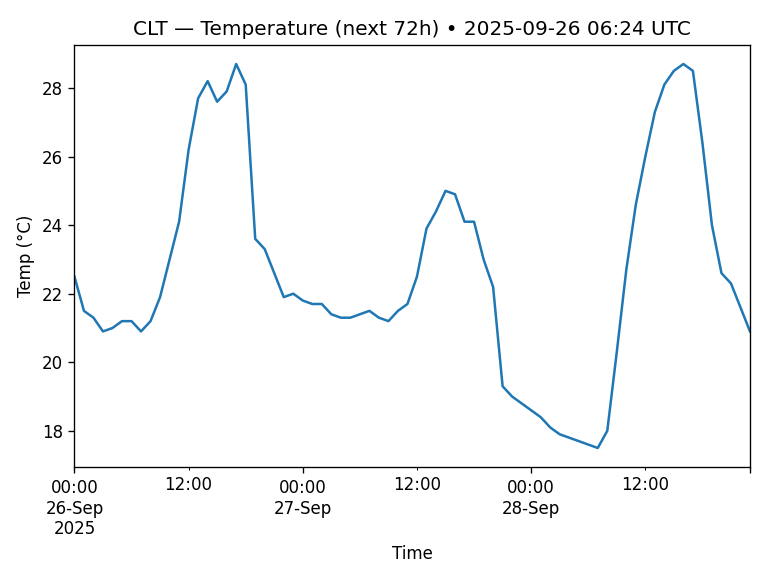 CLT — Temperature (next 72h) • 2025-09-26 06:24 UTC
28
26
24
22
20
18
Temp (°C)
00:00 12:00 00:00 12:00 00:00 12:00
26-Sep 27-Sep 28-Sep
2025
Time